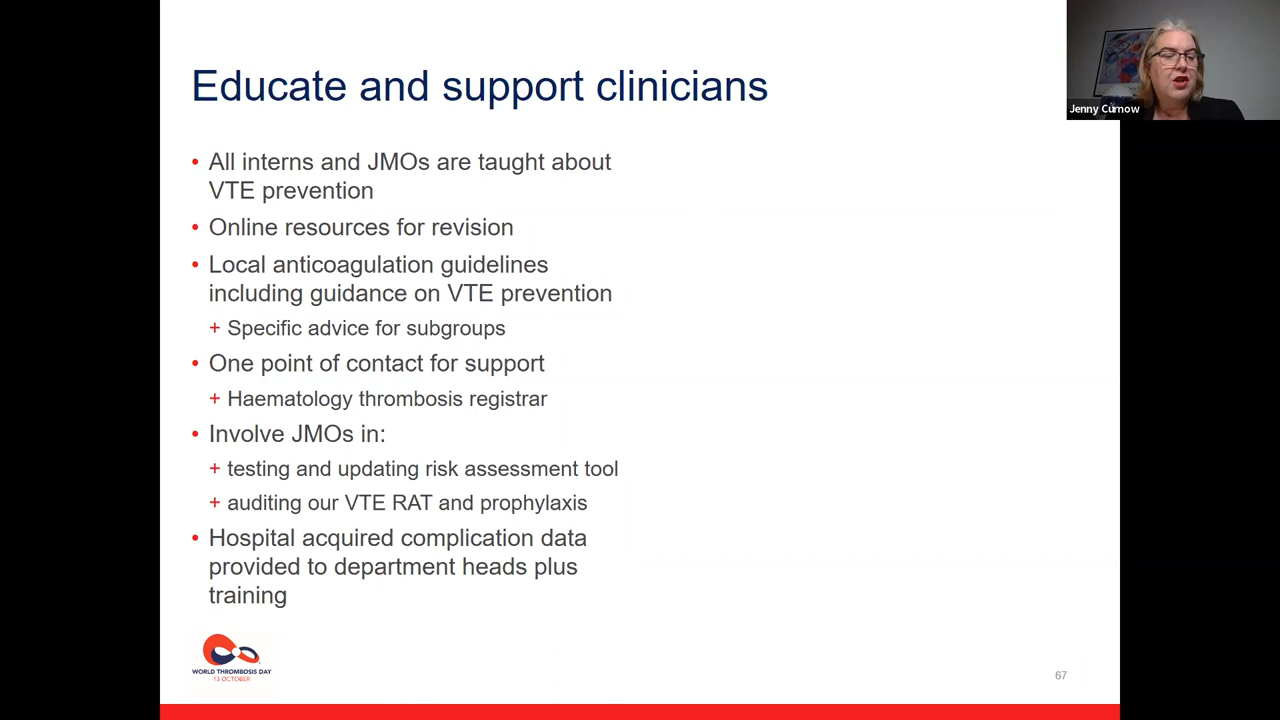 Educate and support clinicians
• All interns and JMOs are taught about
VTE prevention
• Online resources for revision
• Local anticoagulation guidelines
including guidance on VTE prevention
+ Specific advice for subgroups
• One point of contact for support
+ Haematology thrombosis registrar
• Involve JMOs in:
+ testing and updating risk assessment tool
+ auditing our VTE RAT and prophylaxis
• Hospital acquired complication data
provided to department heads plus
training
WORLD THROMBOSIS DAY
13 OCTOBER
67
Jenny Curnow